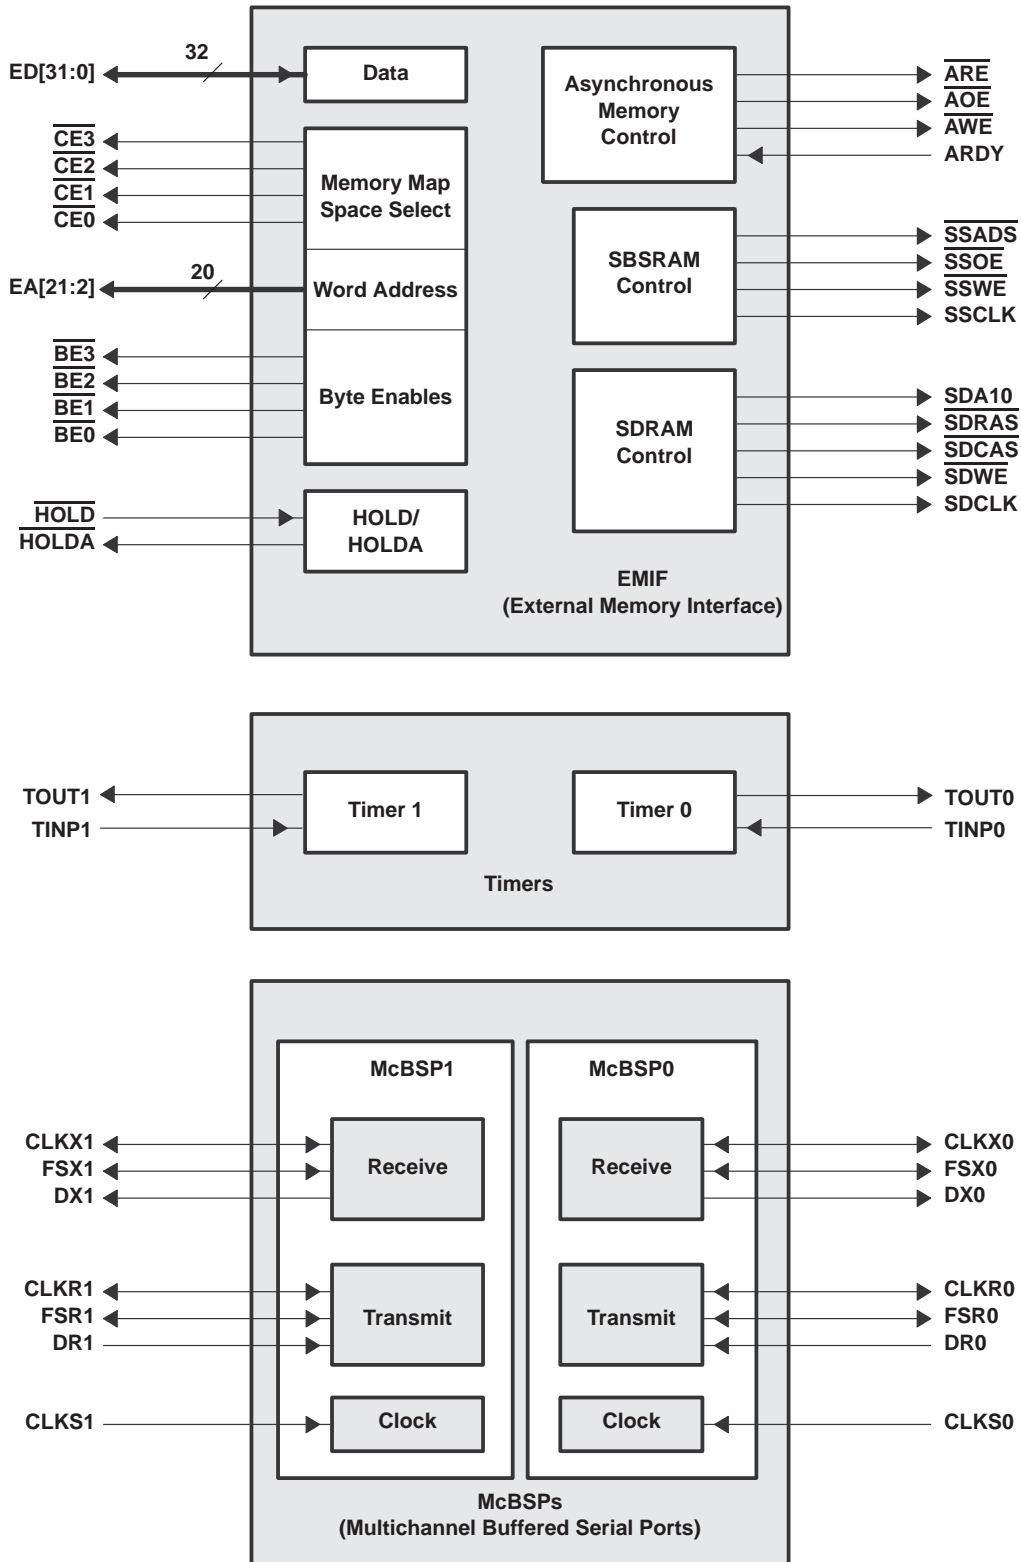 32
ED[31:0]
Data
CE3
CE2
CE1
CE0
Memory Map
Space Select
20
EA[21:2]
Word Address
BE3
BE2
BE1
BE0
Byte Enables
HOLD
HOLDA
HOLD/
HOLDA
Asynchronous
Memory
Control
ARE
AOE
AWE
ARDY
SBSRAM
Control
SSADS
SSOE
SSWE
SSCLK
SDRAM
Control
SDA10
SDRAS
SDCAS
SDWE
SDCLK
EMIF
(External Memory Interface)
TOUT1
TINP1
Timer 1
Timer 0
TOUT0
TINP0
Timers
McBSP1
McBSP0
CLKX1
FSX1
DX1
Receive
Receive
CLKX0
FSX0
DX0
CLKR1
FSR1
DR1
Transmit
Transmit
CLKR0
FSR0
DR0
CLKS1
Clock
Clock
CLKS0
McBSPs
(Multichannel Buffered Serial Ports)